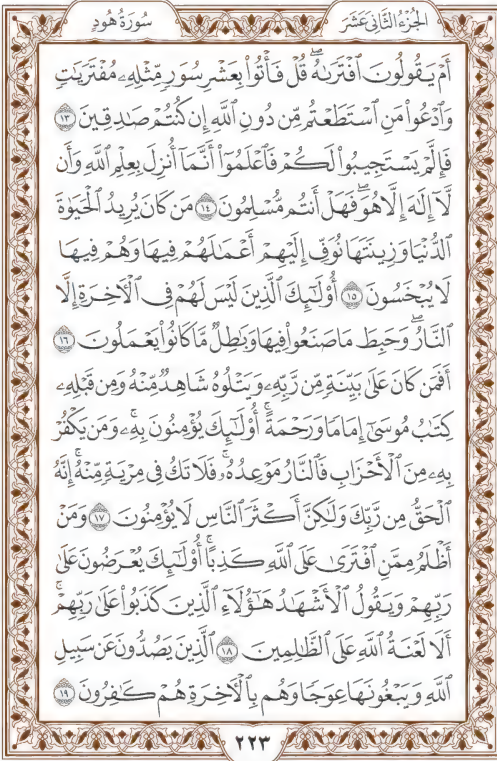 الجُزْءُ الثَّانِي عَشَرَ سُورَةُ هُودٍ
أَمْ يَقُولُونَ ٱفْتَرَىٰهُۖ قُلْ فَأْتُوا۟ بِعَشْرِ سُوَرٍ مِّثْلِهِۦ مُفْتَرَيَٰتٍ
وَٱدْعُوا۟ مَنِ ٱسْتَطَعْتُم مِّن دُونِ ٱللَّهِ إِن كُنتُمْ صَٰدِقِينَ ١٣
فَإِلَّمْ يَسْتَجِيبُوا۟ لَكُمْ فَٱعْلَمُوٓا۟ أَنَّمَآ أُنزِلَ بِعِلْمِ ٱللَّهِ وَأَن
لَّآ إِلَٰهَ إِلَّا هُوَۖ فَهَلْ أَنتُم مُّسْلِمُونَ ١٤ مَن كَانَ يُرِيدُ ٱلْحَيَوٰةَ
ٱلدُّنْيَا وَزِينَتَهَا نُوَفِّ إِلَيْهِمْ أَعْمَٰلَهُمْ فِيهَا وَهُمْ فِيهَا
لَا يُبْخَسُونَ ١٥ أُو۟لَٰٓئِكَ ٱلَّذِينَ لَيْسَ لَهُمْ فِى ٱلْءَاخِرَةِ إِلَّا
ٱلنَّارُۖ وَحَبِطَ مَا صَنَعُوا۟ فِيهَا وَبَٰطِلٌ مَّا كَانُوا۟ يَعْمَلُونَ ١٦
أَفَمَن كَانَ عَلَىٰ بَيِّنَةٍ مِّن رَّبِّهِۦ وَيَتْلُوهُ شَاهِدٌ مِّنْهُ وَمِن قَبْلِهِۦ
كِتَٰبُ مُوسَىٰٓ إِمَامًا وَرَحْمَةًۚ أُو۟لَٰٓئِكَ يُؤْمِنُونَ بِهِۦۚ وَمَن يَكْفُرْ
بِهِۦ مِنَ ٱلْأَحْزَابِ فَٱلنَّارُ مَوْعِدُهُۥۚ فَلَا تَكُ فِى مِرْيَةٍ مِّنْهُۚ إِنَّهُ
ٱلْحَقُّ مِن رَّبِّكَ وَلَٰكِنَّ أَكْثَرَ ٱلنَّاسِ لَا يُؤْمِنُونَ ١٧ وَمَنْ
أَظْلَمُ مِمَّنِ ٱفْتَرَىٰ عَلَى ٱللَّهِ كَذِبًاۚ أُو۟لَٰٓئِكَ يُعْرَضُونَ عَلَىٰ
رَبِّهِمْ وَيَقُولُ ٱلْأَشْهَٰدُ هَٰٓؤُلَآءِ ٱلَّذِينَ كَذَبُوا۟ عَلَىٰ رَبِّهِمْۚ
أَلَا لَعْنَةُ ٱللَّهِ عَلَى ٱلظَّٰلِمِينَ ١٨ ٱلَّذِينَ يَصُدُّونَ عَن سَبِيلِ
ٱللَّهِ وَيَبْغُونَهَا عِوَجًا وَهُم بِٱلْءَاخِرَةِ هُمْ كَٰفِرُونَ ١٩
٢٢٣